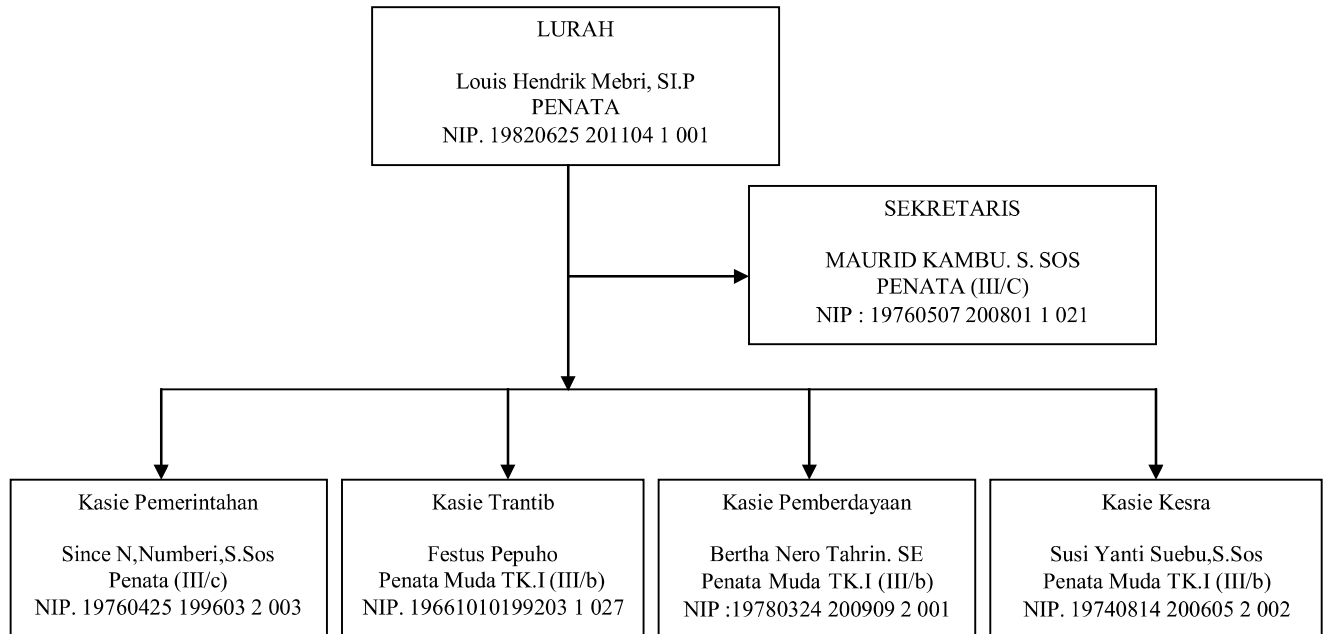 LURAH
Louis Hendrik Mebri, SI.P
PENATA
NIP. 19820625 201104 1 001
SEKRETARIS
MAURID KAMBU. S. SOS
PENATA (III/C)
NIP : 19760507 200801 1 021
Kasie Pemerintahan
Since N,Numberi,S.Sos
Penata (III/c)
NIP. 19760425 199603 2 003
Kasie Trantib
Festus Pepuho
Penata Muda TK.I (III/b)
NIP. 19661010199203 1 027
Kasie Pemberdayaan
Bertha Nero Tahrin. SE
Penata Muda TK.I (III/b)
NIP :19780324 200909 2 001
Kasie Kesra
Susi Yanti Suebu,S.Sos
Penata Muda TK.I (III/b)
NIP. 19740814 200605 2 002